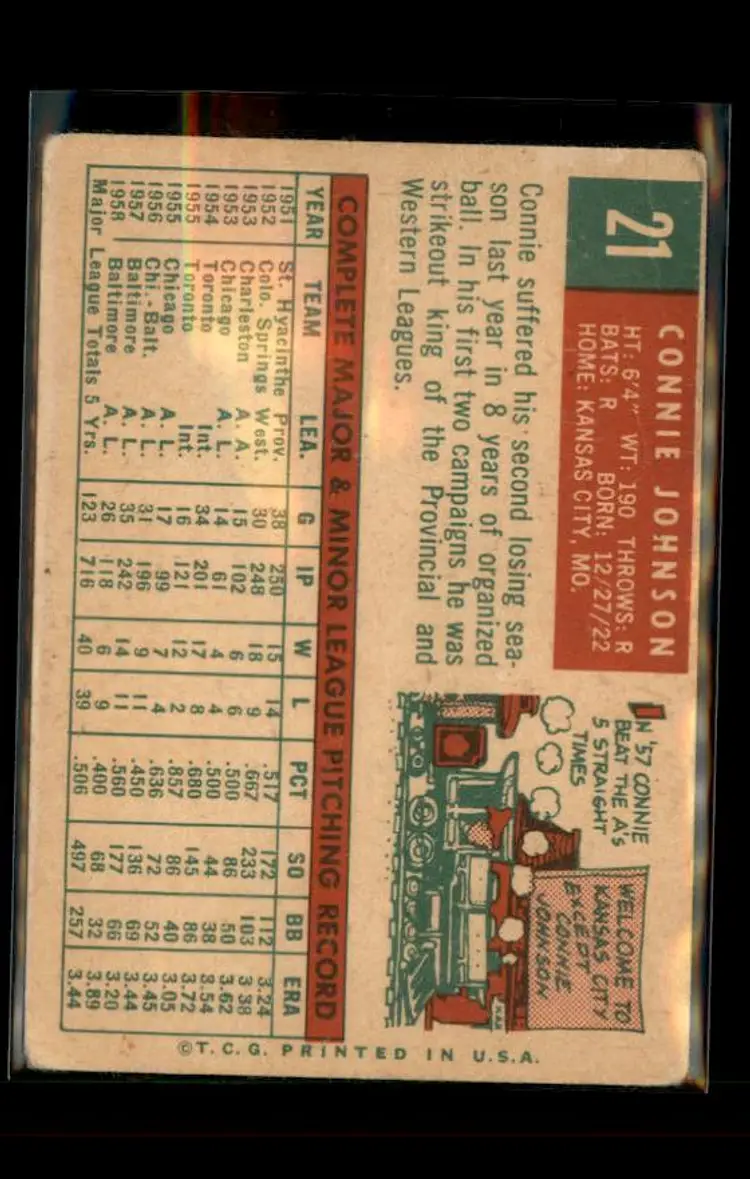 21
CONNIE JOHNSON
HT: 6'4" WT: 190 THROWS: R
BATS: R BORN: 12/27/22
HOME: KANSAS CITY, MO.
Connie suffered his second losing sea-
son last year in 8 years of organized
ball. In his first two campaigns he was
strikeout king of the Provincial and
Western Leagues.
IN '57 CONNIE
BEAT THE A's
5 STRAIGHT
TIMES
WELCOME TO
KANSAS CITY
EXCEPT
CONNIE
JOHNSON
COMPLETE MAJOR & MINOR LEAGUE PITCHING RECORD
YEAR TEAM LEA. G IP W L PCT SO BB ERA
1951 St. Hyacinthe Prov. 38 250 15 14 .517 172 112 3.24
1952 Colo. Springs West. 30 248 18 9 .667 233 103 3.38
1953 Charleston A. A. 15 102 6 6 .500 86 50 3.62
1953 Chicago A. L. 14 61 4 4 .500 44 38 3.54
1954 Toronto Int. 34 201 17 8 .680 145 86 3.72
1955 Toronto Int. 16 121 12 2 .857 86 40 3.05
1955 Chicago A. L. 17 99 7 4 .636 72 52 3.45
1956 Chi.-Balt. A. L. 31 196 9 11 .450 136 69 3.44
1957 Baltimore A. L. 35 242 14 11 .560 177 66 3.20
1958 Baltimore A. L. 26 118 6 9 .400 68 32 3.89
Major League Totals 5 Yrs. 123 716 40 39 .506 497 257 3.44
©T.C.G. PRINTED IN U.S.A.